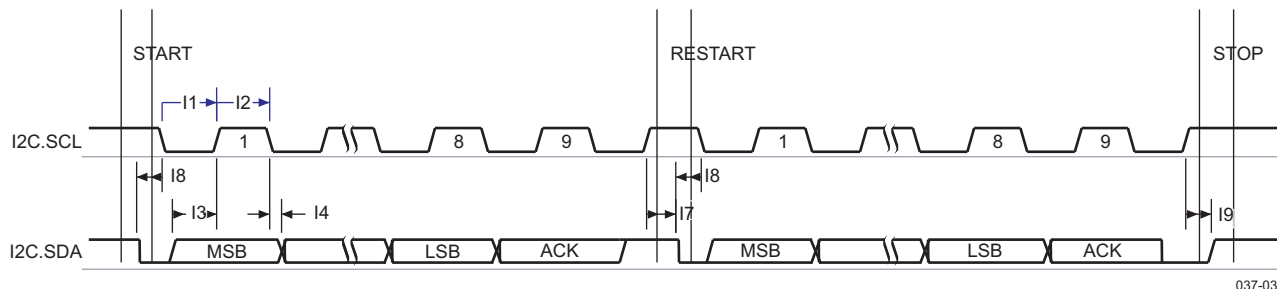 START RESTART STOP
I1 I2
I2C.SCL 1 8 9 1 8 9
I8 I8
I3 I4 I7 I9
I2C.SDA MSB LSB ACK MSB LSB ACK
037-03